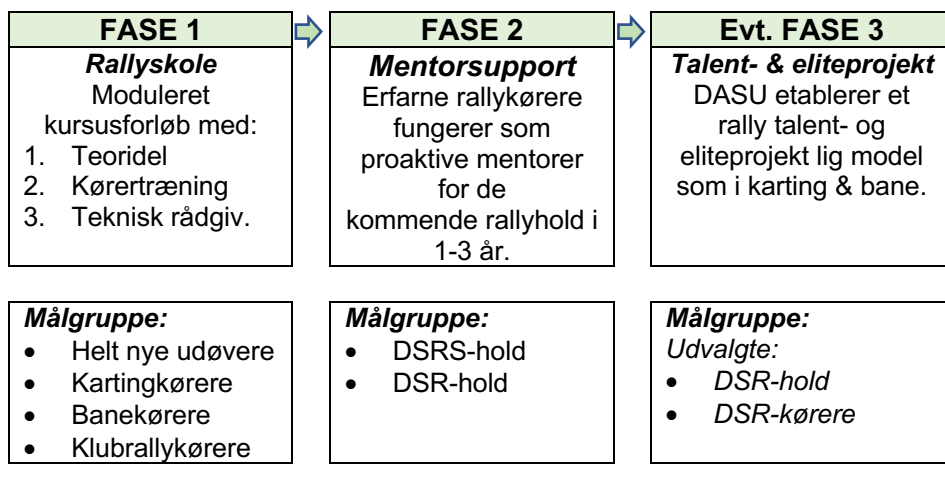 FASE 1
Rallyskole
Moduleret
kursusforløb med:
1. Teoridel
2. Kørertræning
3. Teknisk rådgiv.
FASE 2
Mentorsupport
Erfarne rallykørere
fungerer som
proaktive mentorer
for de
kommende rallyhold i
1-3 år.
Evt. FASE 3
Talent- & eliteprojekt
DASU etablerer et
rally talent- og
eliteprojekt lig model
som i karting & bane.
Målgruppe:
• Helt nye udøvere
• Kartingkørere
• Banekørere
• Klubrallykørere
Målgruppe:
• DSRS-hold
• DSR-hold
Målgruppe:
Udvalgte:
• DSR-hold
• DSR-kørere